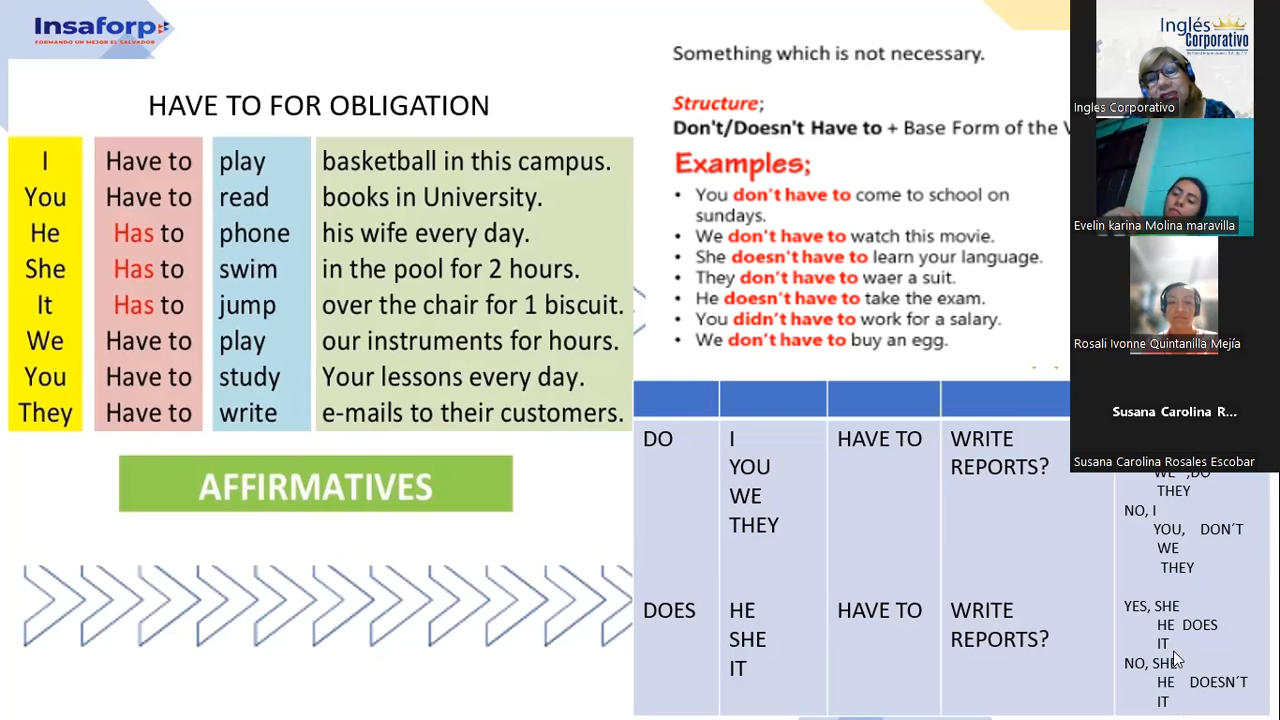 Insaforp
FORMANDO UN MEJOR EL SALVADOR
HAVE TO FOR OBLIGATION
I Have to play basketball in this campus.
You Have to read books in University.
He Has to phone his wife every day.
She Has to swim in the pool for 2 hours.
It Has to jump over the chair for 1 biscuit.
We Have to play our instruments for hours.
You Have to study Your lessons every day.
They Have to write e-mails to their customers.
AFFIRMATIVES
Something which is not necessary.
Structure;
Don't/Doesn't Have to + Base Form of the
Examples;
• You don't have to come to school on
sundays.
• We don't have to watch this movie.
• She doesn't have to learn your language.
• They don't have to waer a suit.
• He doesn't have to take the exam.
• You didn't have to work for a salary.
• We don't have to buy an egg.
DO I HAVE TO WRITE
YOU REPORTS?
WE
THEY
DOES HE HAVE TO WRITE
SHE REPORTS?
IT
WE ,DO
THEY
NO, I
YOU, DON´T
WE
THEY
YES, SHE
HE DOES
IT
NO, SHE
HE DOESN´T
IT
Inglés
Corporativo
Ingles Corporativo
Evelin karina Molina maravilla
Rosali Ivonne Quintanilla Mejía
Susana Carolina R...
Susana Carolina Rosales Escobar